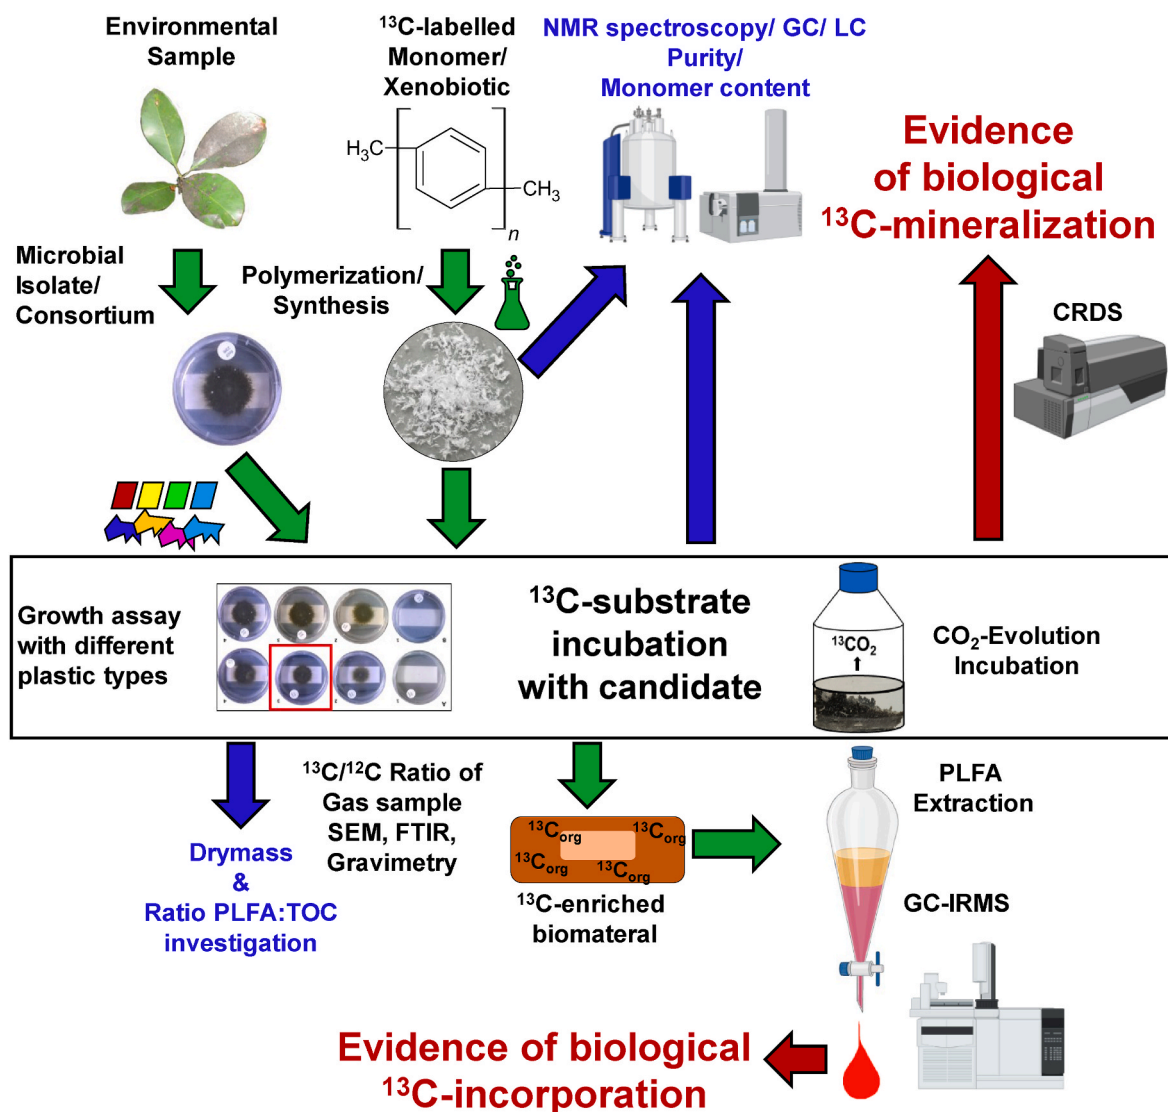 Environmental
Sample
¹³C-labelled
Monomer/
Xenobiotic
NMR spectroscopy/ GC/ LC
Purity/
Monomer content
H₃C
CH₃
n
Evidence
of biological
¹³C-mineralization
Microbial
Isolate/
Consortium
Polymerization/
Synthesis
CRDS
Growth assay
with different
plastic types
¹³C-substrate
incubation
with candidate
¹³CO₂
CO₂-Evolution
Incubation
¹³C/¹²C Ratio of
Gas sample
SEM, FTIR,
Gravimetry
Drymass
&
Ratio PLFA:TOC
investigation
¹³Corg ¹³Corg
¹³Corg ¹³Corg
¹³C-enriched
biomateral
PLFA
Extraction
GC-IRMS
Evidence of biological
¹³C-incorporation